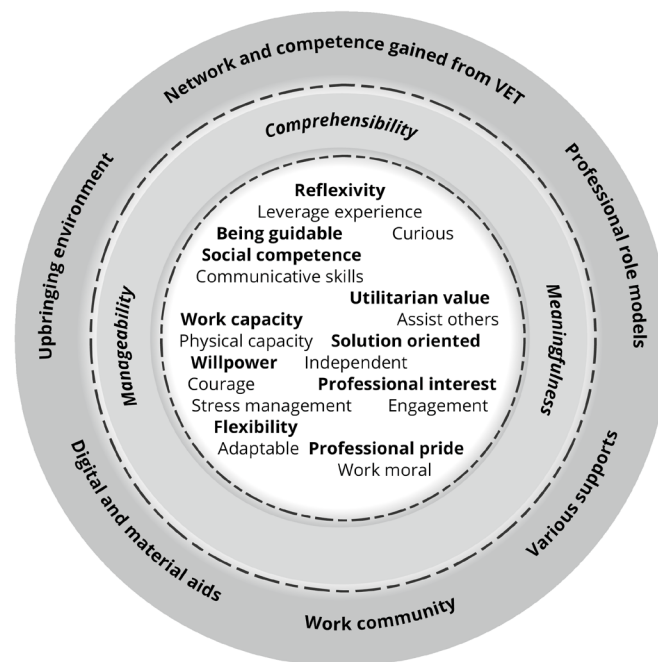 Network and competence gained from VET
Comprehensibility
Upbringing environment
Professional role models
Manageability
Meaningfulness
Reflexivity
Leverage experience
Being guidable Curious
Social competence
Communicative skills
Utilitarian value
Work capacity Assist others
Physical capacity Solution oriented
Willpower Independent
Courage Professional interest
Stress management Engagement
Flexibility
Adaptable Professional pride
Work moral
Digital and material aids
Various supports
Work community